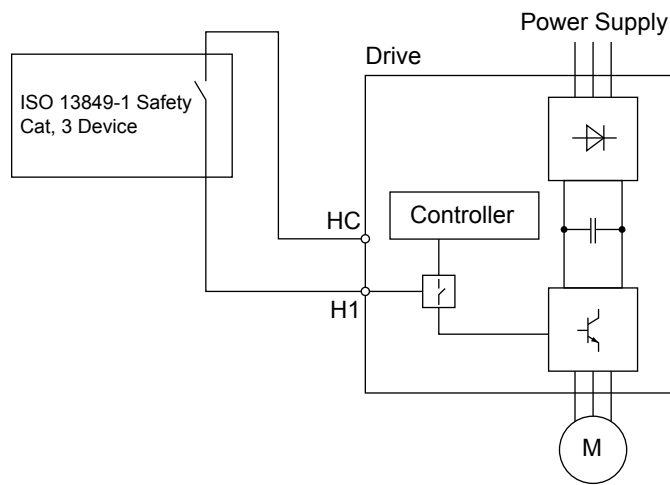 Power Supply
Drive
ISO 13849-1 Safety
Cat, 3 Device
HC
Controller
H1
M